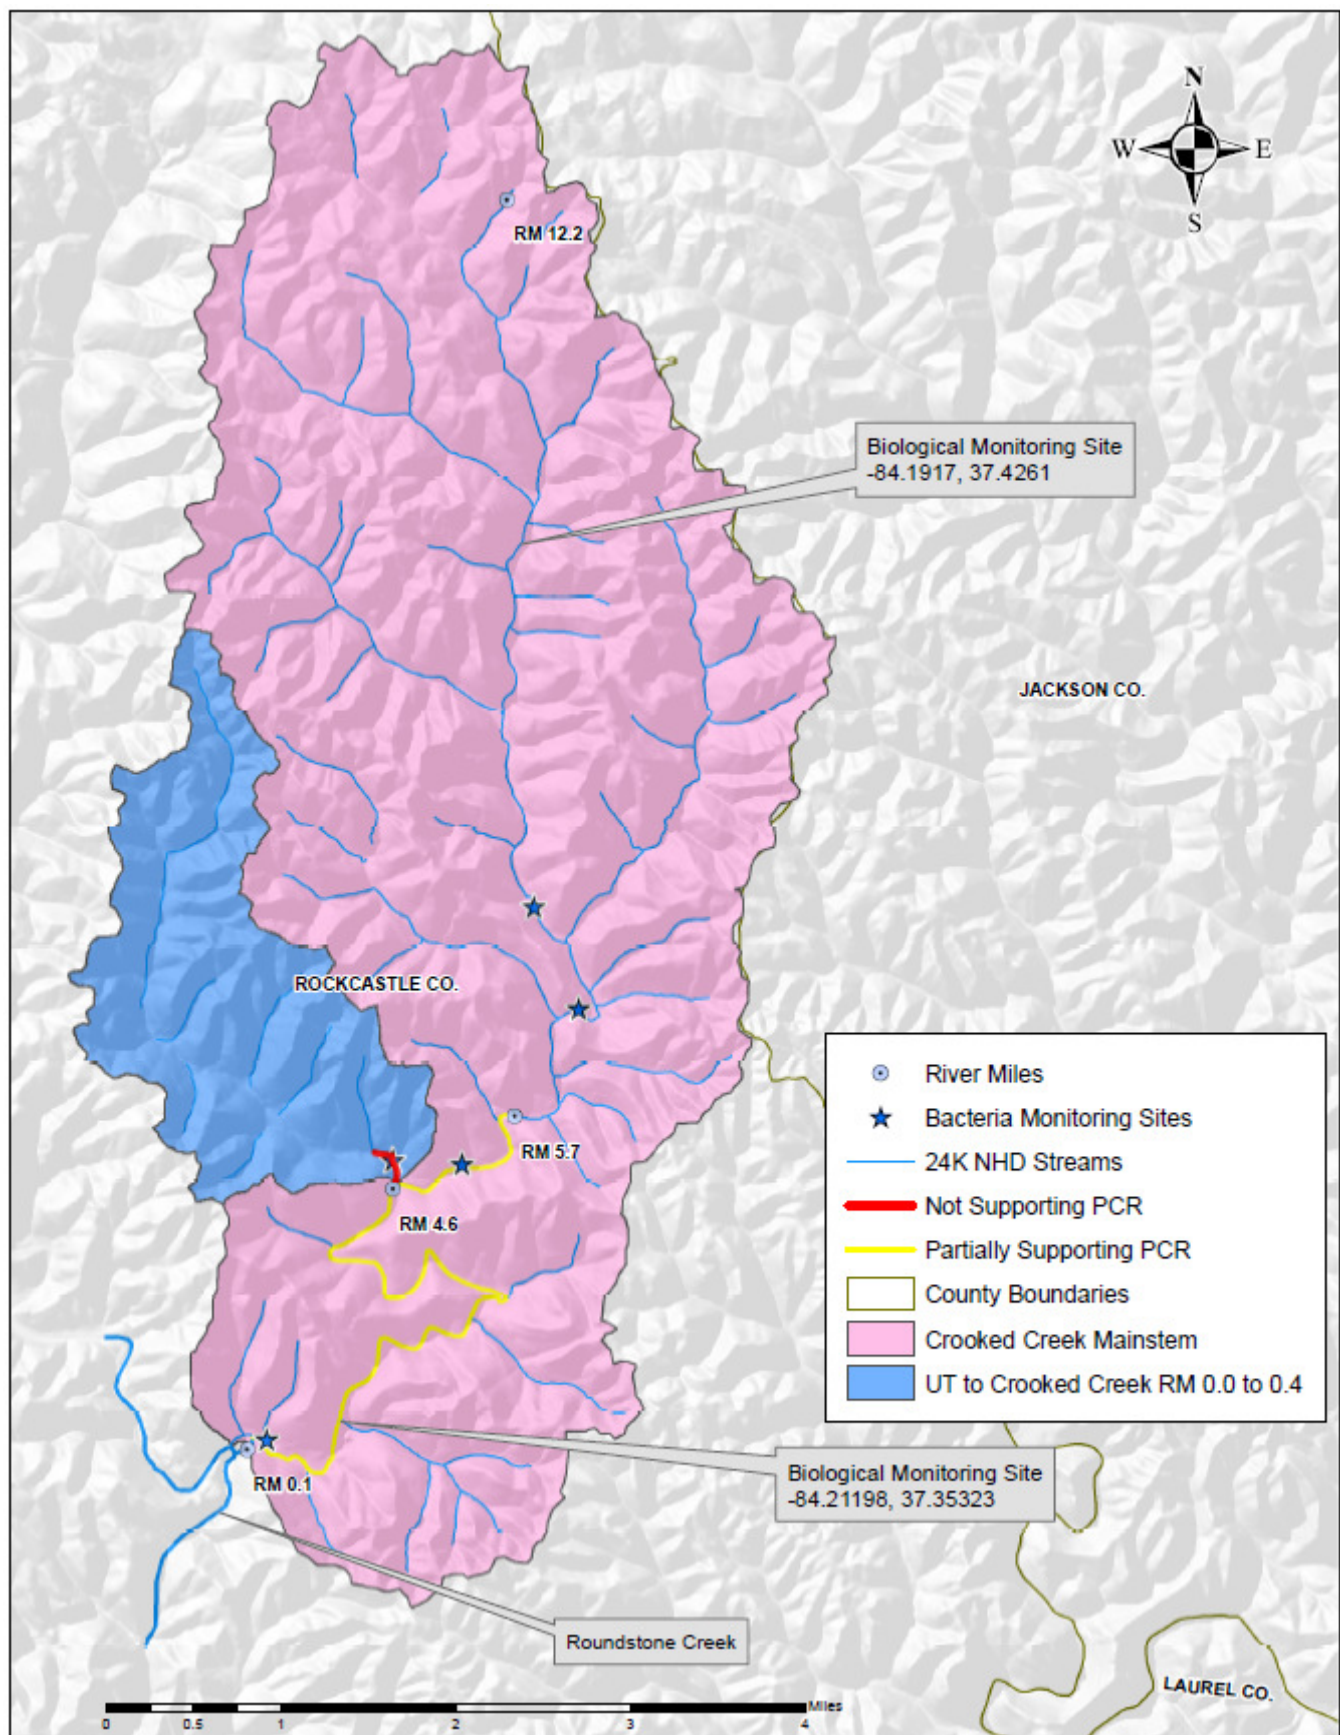 N
W
E
S
RM 12.2
Biological Monitoring Site
-84.1917, 37.4261
JACKSON CO.
ROCKCASTLE CO.
River Miles
Bacteria Monitoring Sites
24K NHD Streams
Not Supporting PCR
Partially Supporting PCR
County Boundaries
Crooked Creek Mainstem
UT to Crooked Creek RM 0.0 to 0.4
RM 5.7
RM 4.6
RM 0.1
Biological Monitoring Site
-84.21198, 37.35323
Roundstone Creek
LAUREL CO.
Miles
0 0.5 1 2 3 4